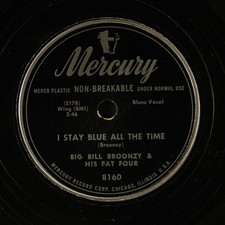 Mercury
MERCO PLASTIC NON-BREAKABLE UNDER NORMAL USE
(2178)
Wing (BMI)
2:46
Blues Vocal
I STAY BLUE ALL THE TIME
(Broonzy)
BIG BILL BROONZY &
HIS FAT FOUR
8160
MERCURY RECORD CORP. CHICAGO, ILLINOIS U.S.A.